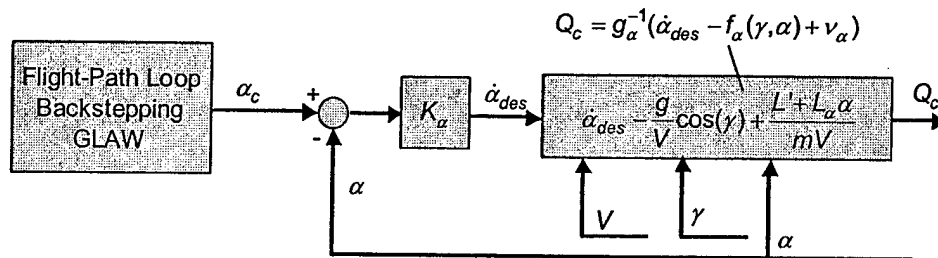 Q_c = g_α^{-1}(α̇_des − f_α(γ,α) + ν_α)
Flight-Path Loop
Backstepping
GLAW
α_c
+
-
K_α
α̇_des
α̇_des − g/V cos(γ) + (L' + L_α α)/(mV)
Q_c
α
V
γ
α